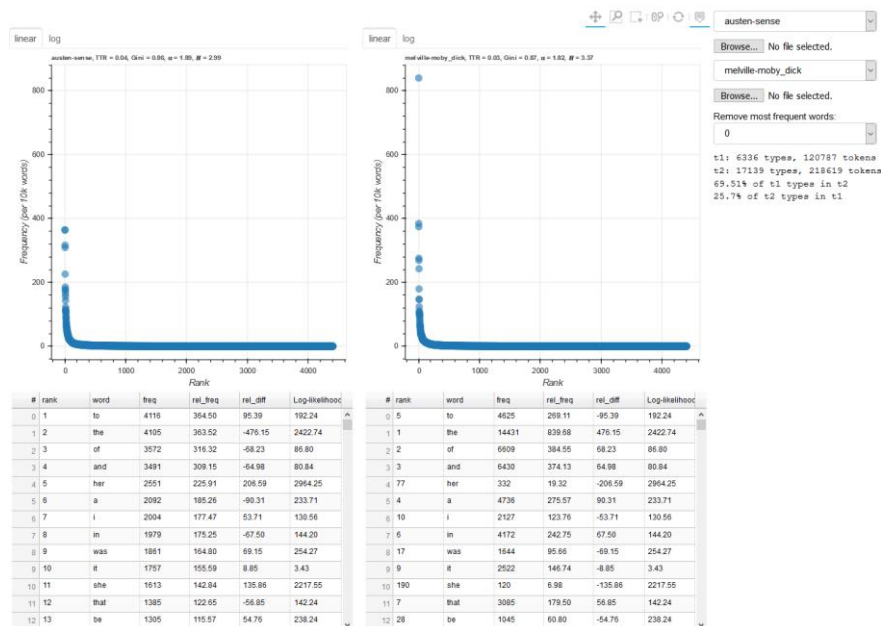 linear log
austen-sense, TTR = 0.04, Gini = 0.86, α = 1.89, H = 2.99
800
600
400
200
0
Frequency (per 10k words)
0 1000 2000 3000 4000
Rank
linear log
melville-moby_dick, TTR = 0.03, Gini = 0.87, α = 1.82, H = 3.37
800
600
400
200
0
Frequency (per 10k words)
0 1000 2000 3000 4000
Rank
austen-sense
Browse... No file selected.
melville-moby_dick
Browse... No file selected.
Remove most frequent words:
0
t1: 6336 types, 120787 tokens
t2: 17139 types, 218619 tokens
69.51% of t1 types in t2
25.7% of t2 types in t1
# rank word freq rel_freq rel_diff Log-likelihood
0 1 to 4116 364.50 95.39 192.24
1 2 the 4105 363.52 -476.15 2422.74
2 3 of 3572 316.32 -68.23 86.80
3 4 and 3491 309.15 -64.98 80.84
4 5 her 2551 225.91 206.59 2964.25
5 6 a 2092 185.26 -90.31 233.71
6 7 i 2004 177.47 53.71 130.56
7 8 in 1979 175.25 -67.50 144.20
8 9 was 1861 164.80 69.15 254.27
9 10 it 1757 155.59 8.85 3.43
10 11 she 1613 142.84 135.86 2217.55
11 12 that 1385 122.65 -56.85 142.24
12 13 be 1305 115.57 54.76 238.24
# rank word freq rel_freq rel_diff Log-likelihood
0 5 to 4625 269.11 -95.39 192.24
1 1 the 14431 839.68 476.15 2422.74
2 2 of 6609 384.55 68.23 86.80
3 3 and 6430 374.13 64.98 80.84
4 77 her 332 19.32 -206.59 2964.25
5 4 a 4736 275.57 90.31 233.71
6 10 i 2127 123.76 -53.71 130.56
7 6 in 4172 242.75 67.50 144.20
8 17 was 1644 95.66 -69.15 254.27
9 9 it 2522 146.74 -8.85 3.43
10 190 she 120 6.98 -135.86 2217.55
11 7 that 3085 179.50 56.85 142.24
12 28 be 1045 60.80 -54.76 238.24